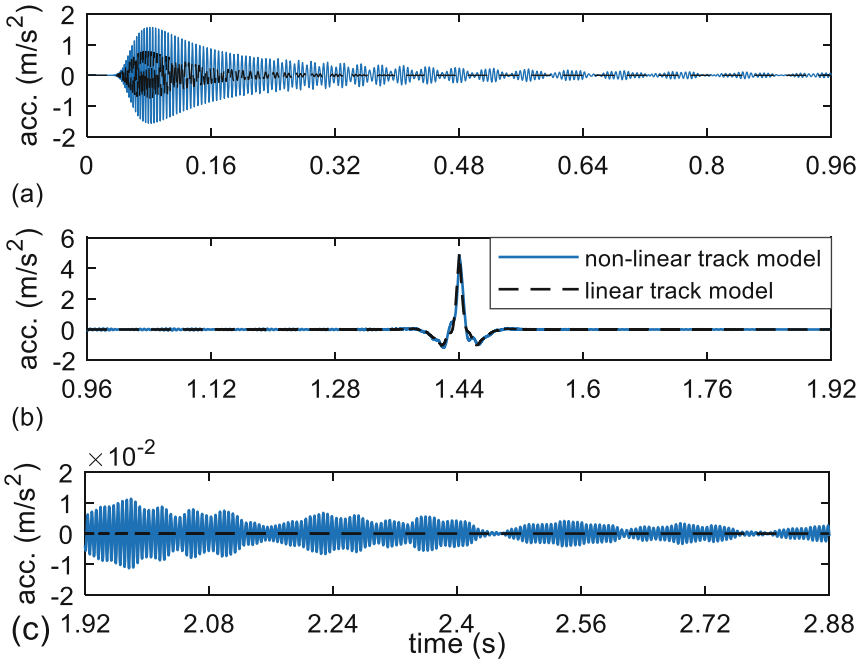 acc. (m/s²)
2
1
0
-1
-2
0 0.16 0.32 0.48 0.64 0.8 0.96
(a)
acc. (m/s²)
6
4
2
0
-2
non-linear track model
linear track model
0.96 1.12 1.28 1.44 1.6 1.76 1.92
(b)
×10⁻²
acc. (m/s²)
2
1
0
-1
-2
1.92 2.08 2.24 2.4 2.56 2.72 2.88
(c)
time (s)